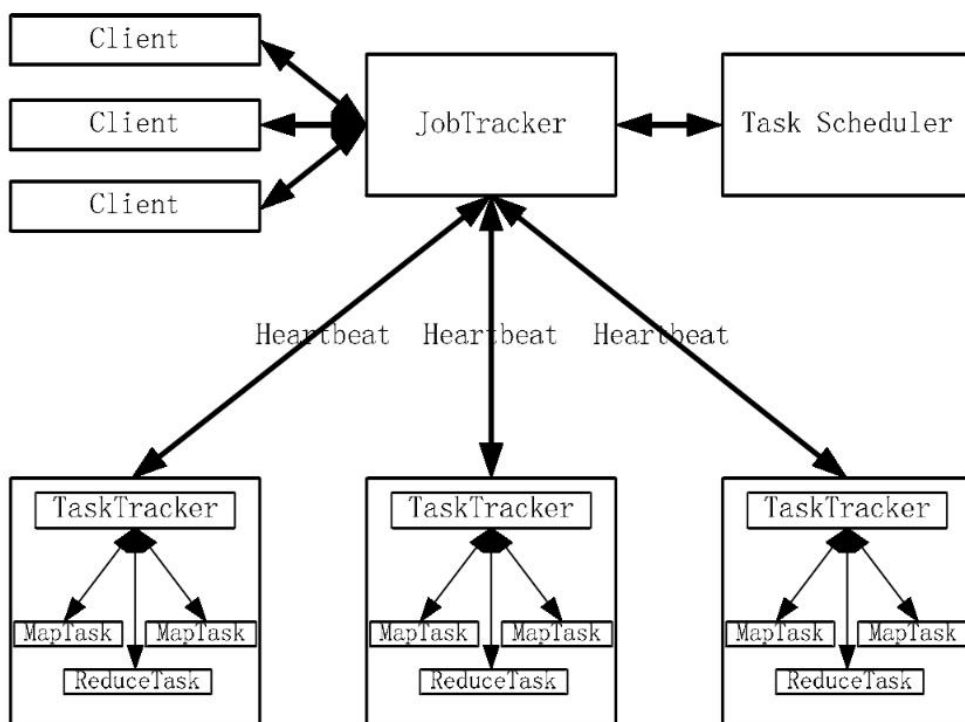 Client
Client
Client
JobTracker
Task Scheduler
Heartbeat Heartbeat Heartbeat
TaskTracker
MapTask MapTask
ReduceTask
TaskTracker
MapTask MapTask
ReduceTask
TaskTracker
MapTask MapTask
ReduceTask